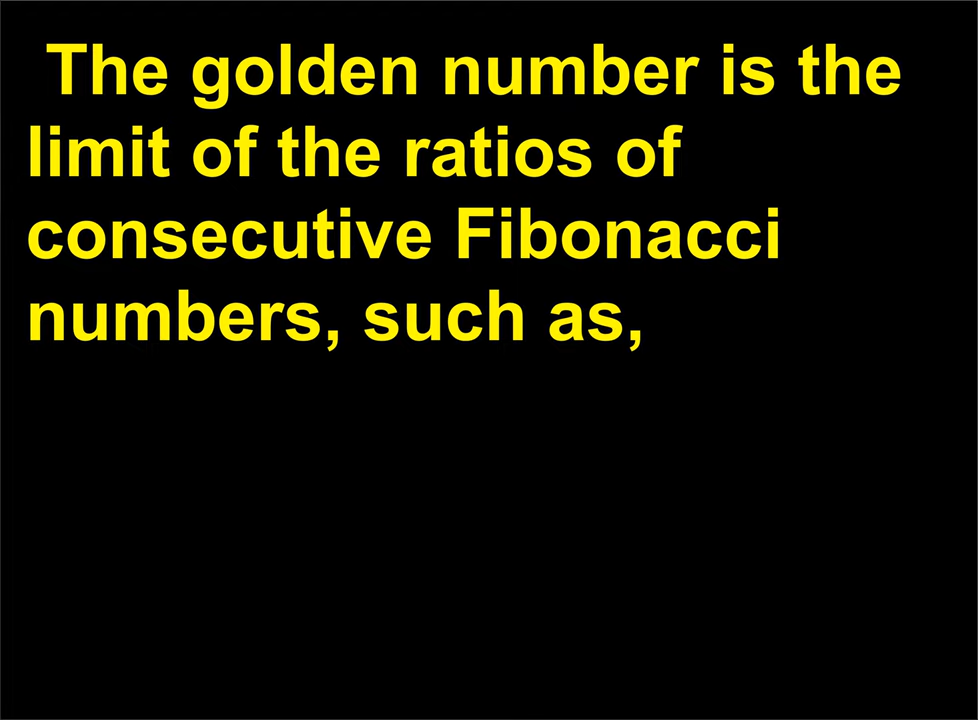 The golden number is the
limit of the ratios of
consecutive Fibonacci
numbers, such as,